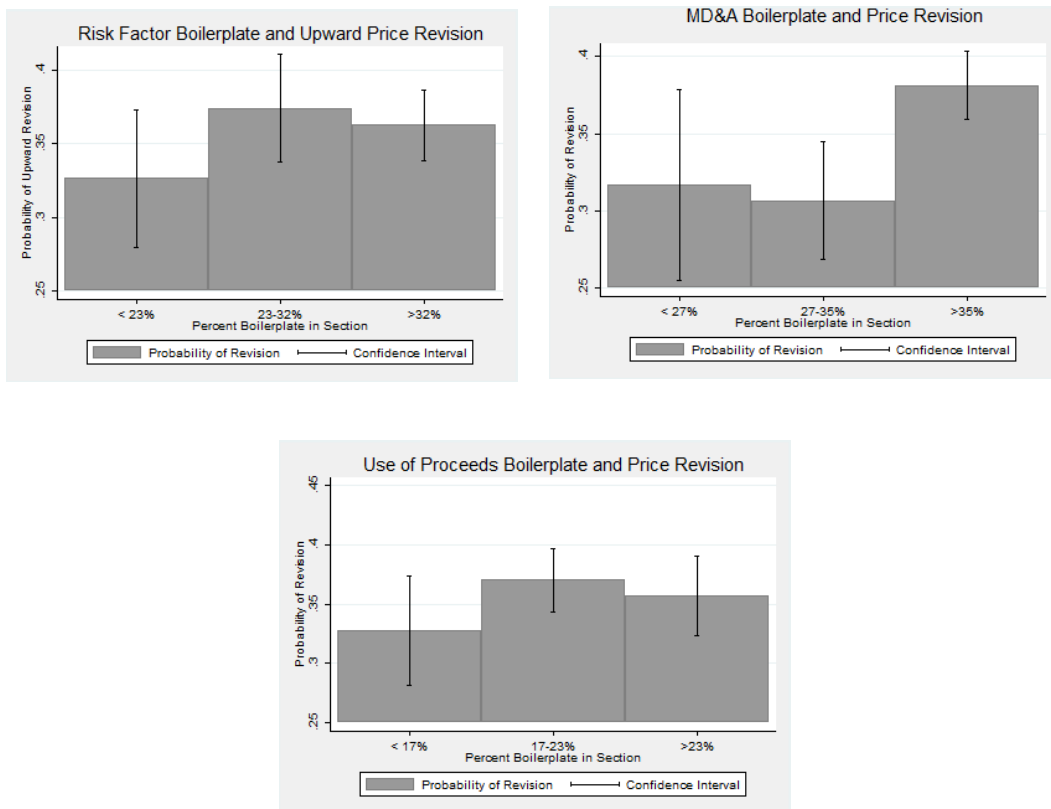 Risk Factor Boilerplate and Upward Price Revision
Probability of Upward Revision
.4
.35
.3
.25
< 23%
23-32%
>32%
Percent Boilerplate in Section
Probability of Revision
Confidence Interval
MD&A Boilerplate and Price Revision
Probability of Revision
.4
.35
.3
.25
< 27%
27-35%
>35%
Percent Boilerplate in Section
Probability of Revision
Confidence Interval
Use of Proceeds Boilerplate and Price Revision
Probability of Revision
.45
.4
.35
.3
.25
< 17%
17-23%
>23%
Percent Boilerplate in Section
Probability of Revision
Confidence Interval